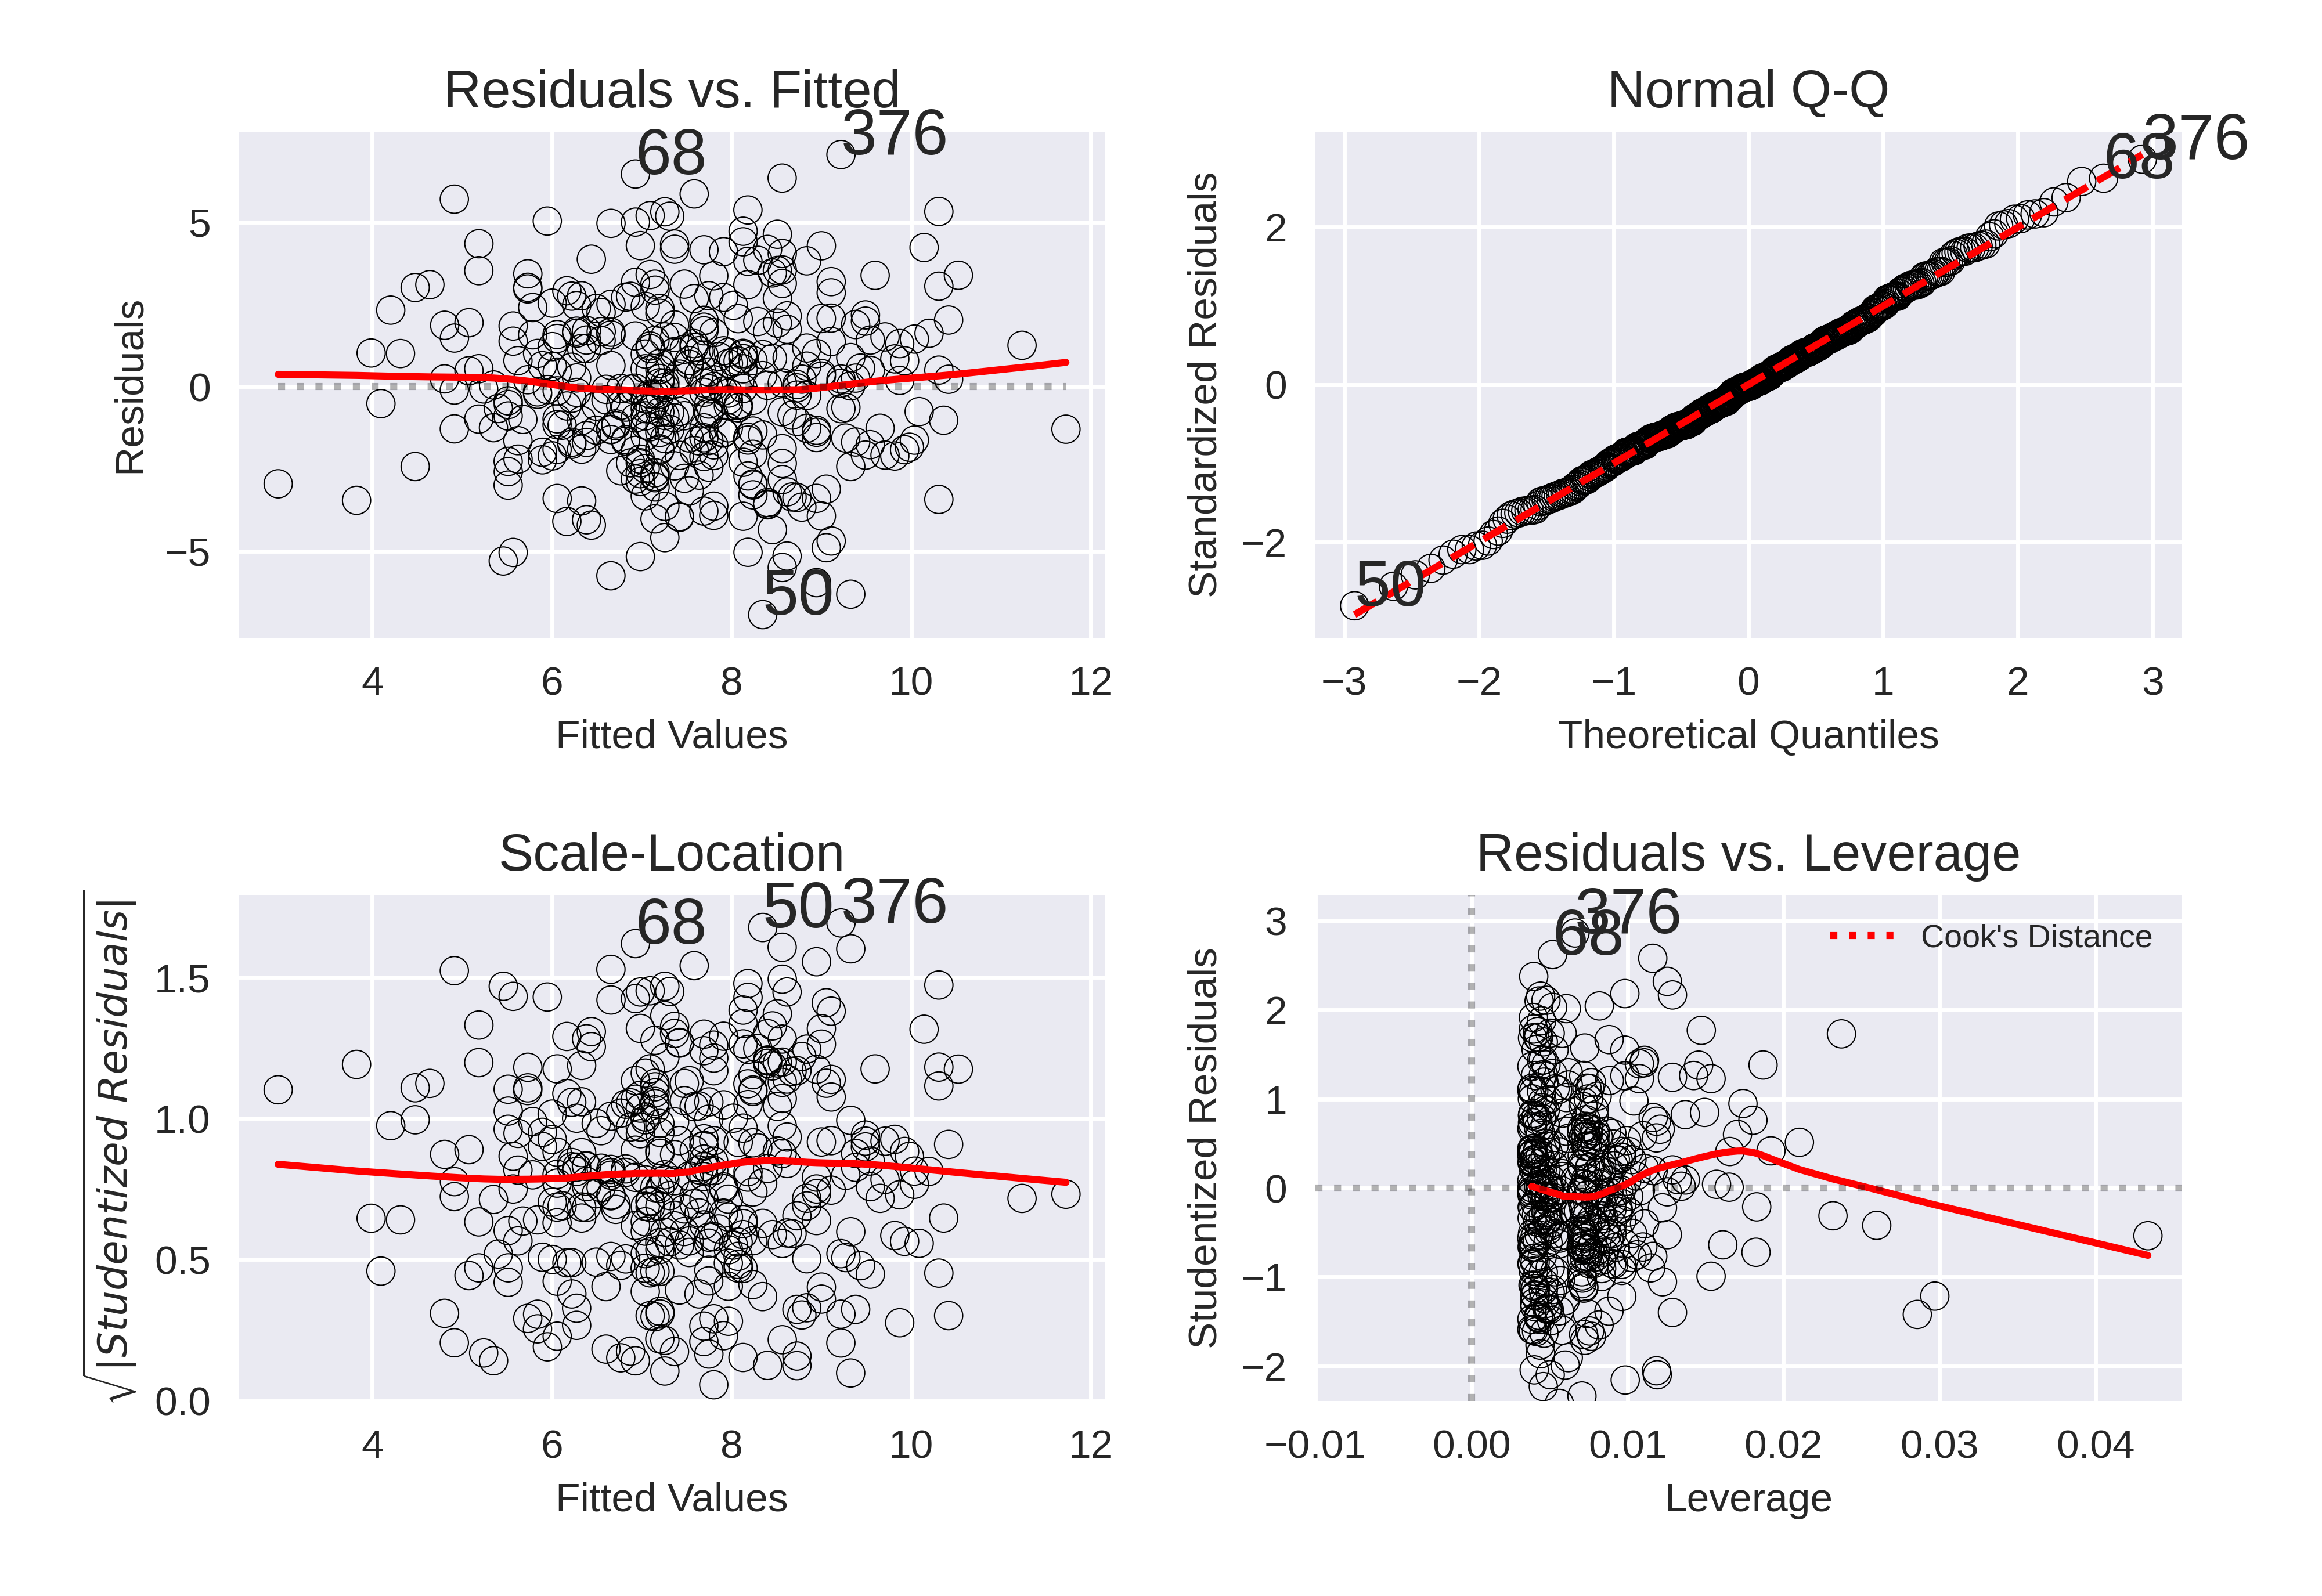 Residuals vs. Fitted
68
376
50
5
0
−5
4 6 8 10 12
Residuals
Fitted Values
Normal Q-Q
68
376
50
2
0
−2
−3 −2 −1 0 1 2 3
Standardized Residuals
Theoretical Quantiles
Scale-Location
68
50
376
1.5
1.0
0.5
0.0
4 6 8 10 12
√|Studentized Residuals|
Fitted Values
Residuals vs. Leverage
376
68
Cook's Distance
3
2
1
0
−1
−2
−0.01 0.00 0.01 0.02 0.03 0.04
Studentized Residuals
Leverage